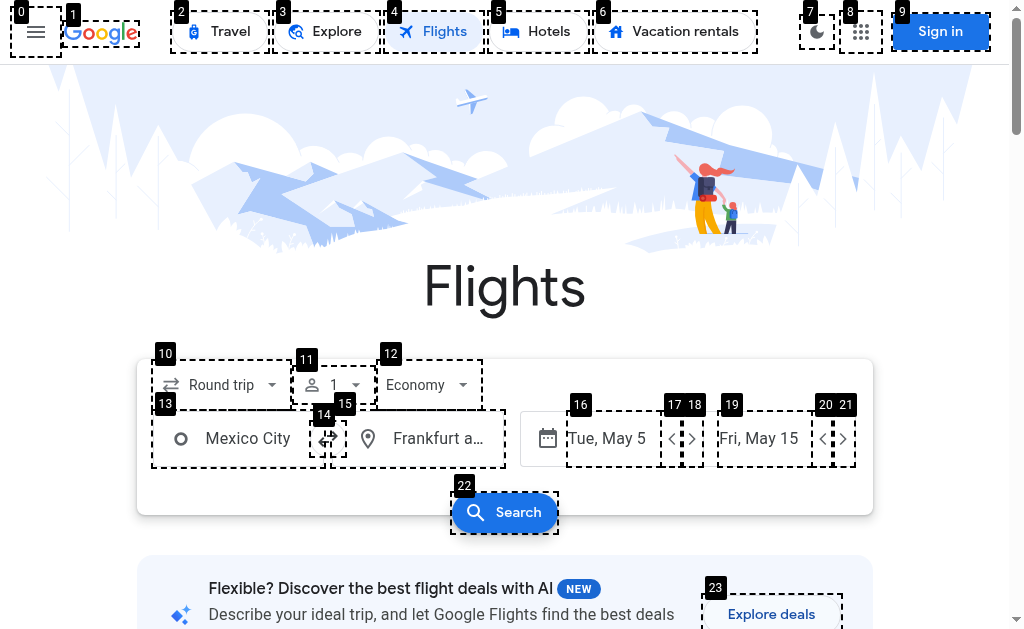 0 1 2 3 4 5 6 7 8 9
Google Travel Explore Flights Hotels Vacation rentals Sign in
Flights
10 11 12
Round trip 1 Economy
13 14 15 16 17 18 19 20 21
Mexico City Frankfurt a... Tue, May 5 Fri, May 15
22
Search
Flexible? Discover the best flight deals with AI NEW
23
Describe your ideal trip, and let Google Flights find the best deals
Explore deals